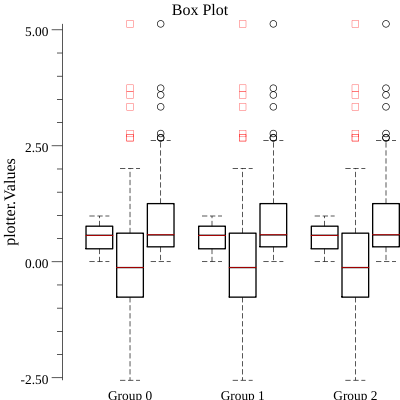 Box Plot
plotter.Values
5.00
2.50
0.00
-2.50
Group 0
Group 1
Group 2